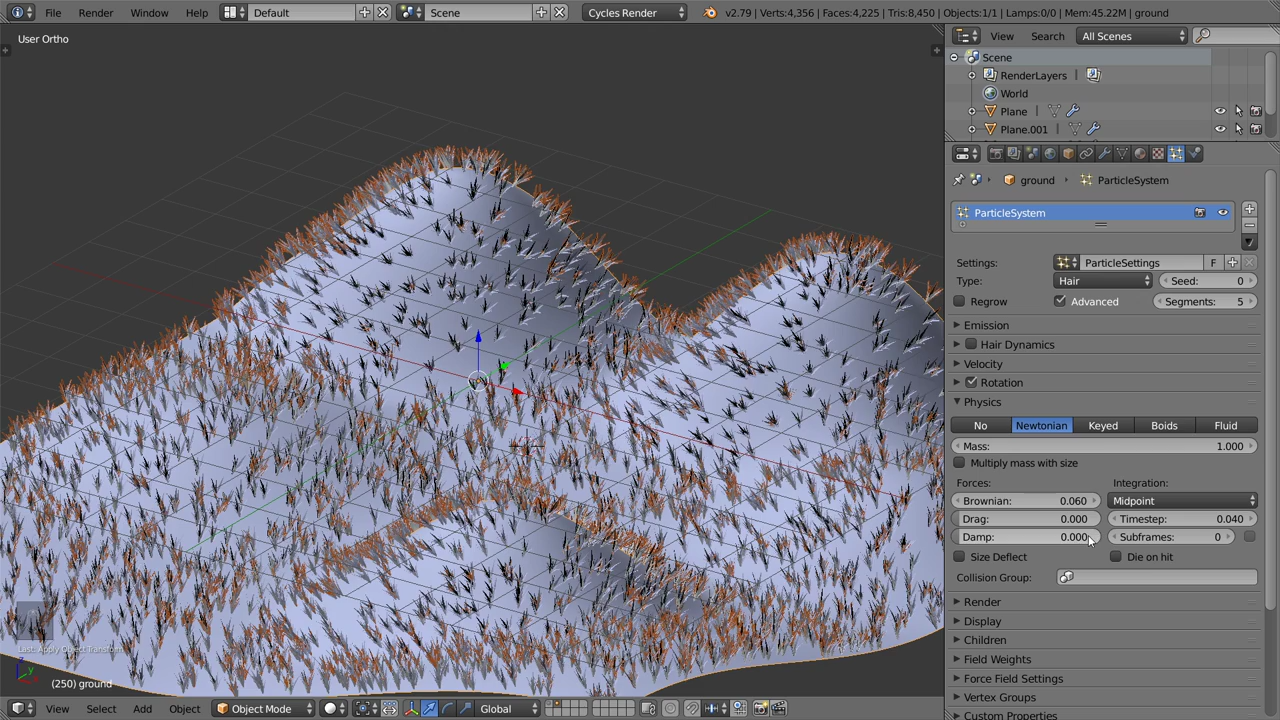 File Render Window Help Default Scene Cycles Render v2.79 | Verts:4,356 | Faces:4,225 | Tris:8,450 | Objects:1/1 | Lamps:0/0 | Mem:45.22M | ground
User Ortho
View Search All Scenes
Scene
RenderLayers |
World
Plane |
Plane.001 |
ground ParticleSystem
ParticleSystem
Settings: ParticleSettings F
Type: Hair Seed: 0
Regrow Advanced Segments: 5
Emission
Hair Dynamics
Velocity
Rotation
Physics
No Newtonian Keyed Boids Fluid
Mass: 1.000
Multiply mass with size
Forces: Integration:
Brownian: 0.060 Midpoint
Drag: 0.000 Timestep: 0.040
Damp: 0.000 Subframes: 0
Size Deflect Die on hit
Collision Group:
Render
Display
Children
Field Weights
Force Field Settings
Vertex Groups
Custom Properties
Last: Apply Object Transform
(250) ground
View Select Add Object Object Mode Global